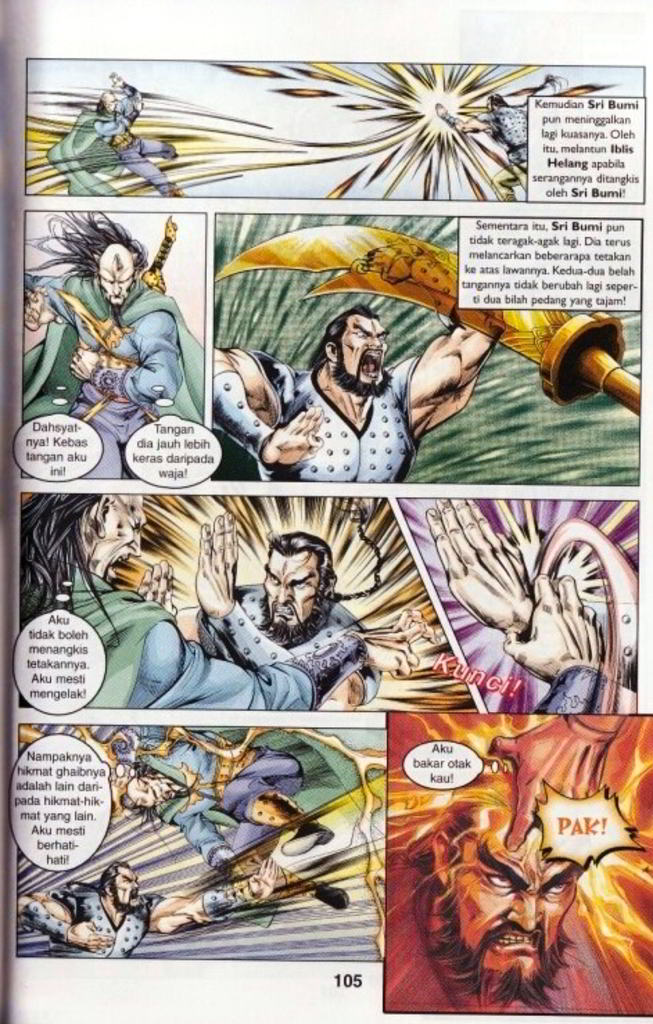 Kemudian Sri Bumi
pun meninggalkan
lagi kuasanya. Oleh
itu, melantun Iblis
Helang apabila
serangannya ditangkis
oleh Sri Bumi!
Sementara itu, Sri Bumi pun
tidak teragak-agak lagi. Dia terus
melancarkan beberarapa tetakan
ke atas lawannya. Kedua-dua belah
tangannya tidak berubah lagi seper-
ti dua bilah pedang yang tajam!
Dahsyat-
nya! Kebas
tangan aku
ini!
Tangan
dia jauh lebih
keras daripada
waja!
Aku
tidak boleh
menangkis
tetakannya.
Aku mesti
mengelak!
Kunci!
Nampaknya
hikmat ghaibnya
adalah lain dari-
pada hikmat-hik-
mat yang lain.
Aku mesti
berhati-
hati!
Aku
bakar otak
kau!
PAK!
105